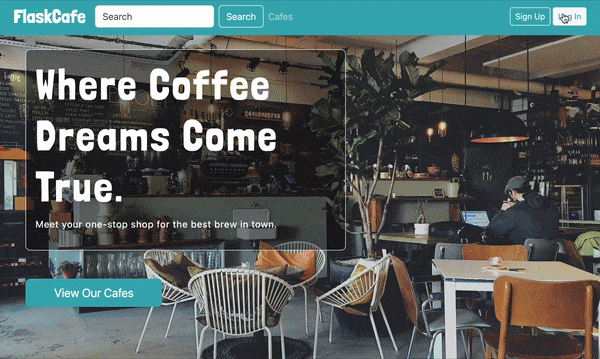 FlaskCafe
Search
Search
Cafes
Sign Up
Log In
Where Coffee
Dreams Come
True.
Meet your one-stop shop for the best brew in town.
View Our Cafes